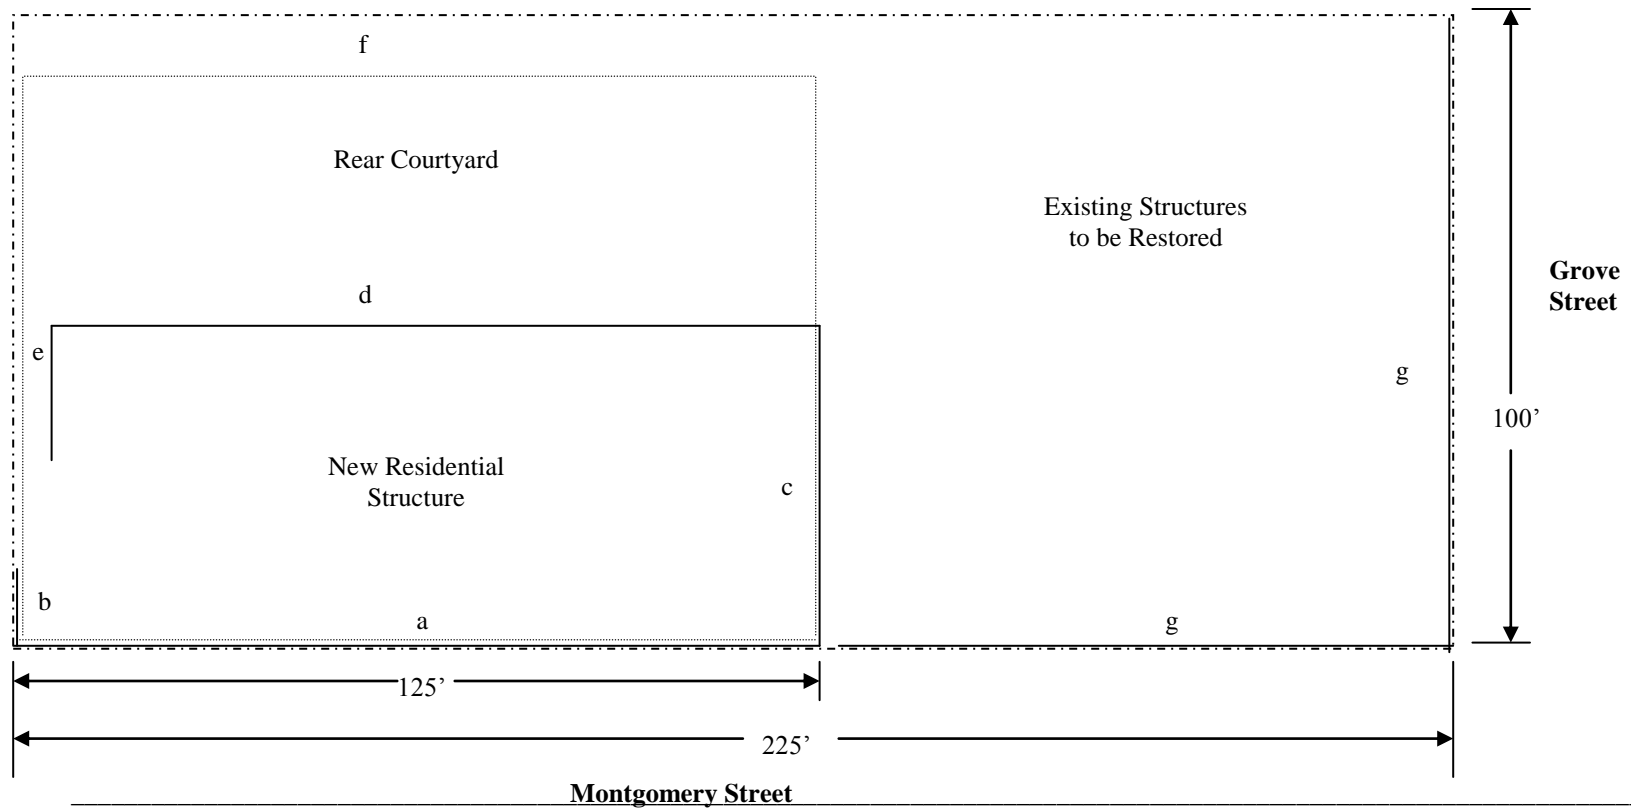 f
Rear Courtyard
Existing Structures
to be Restored
Grove
Street
d
e
g
100’
New Residential
Structure
c
b
a
g
125’
225’
Montgomery Street